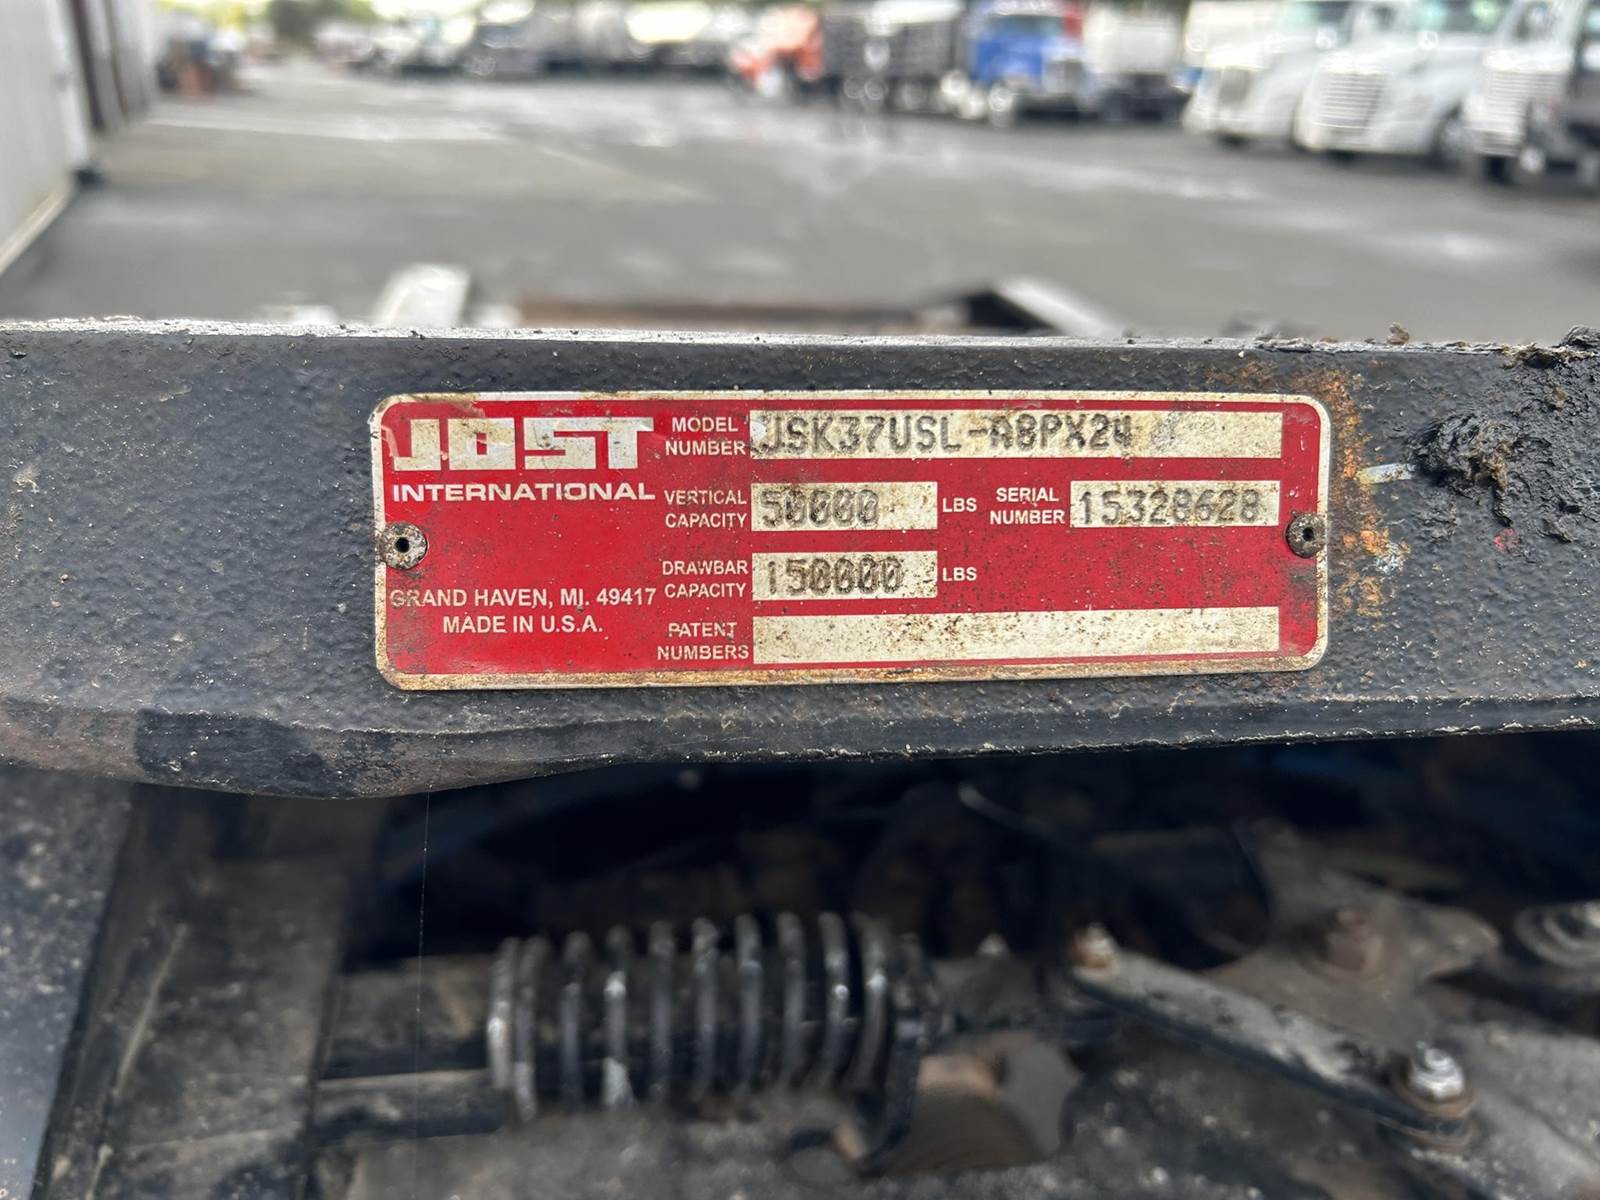 JOST
INTERNATIONAL
GRAND HAVEN, MI. 49417
MADE IN U.S.A.
MODEL NUMBER JSK37USL-A8PX24
VERTICAL CAPACITY 50000 LBS
SERIAL NUMBER 15328628
DRAWBAR CAPACITY 150000 LBS
PATENT NUMBERS